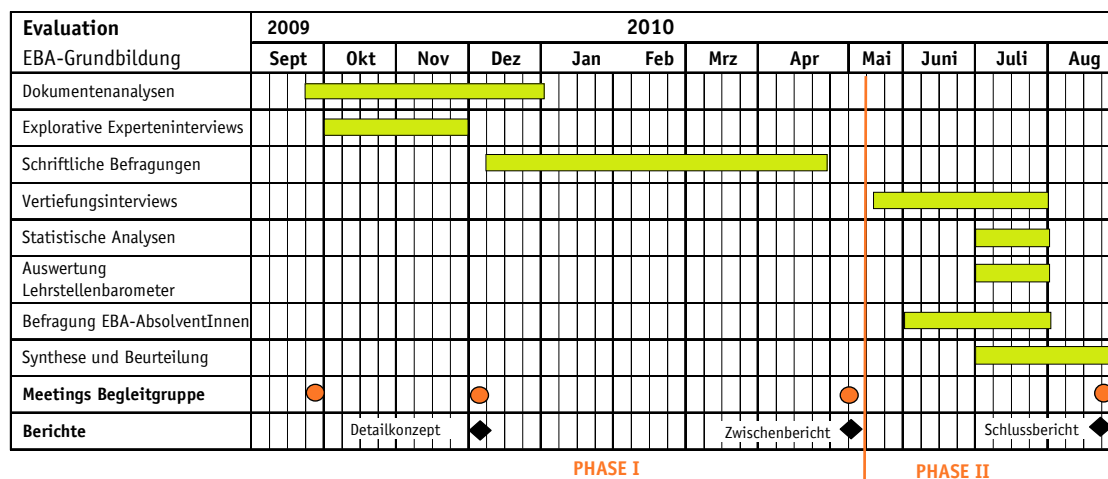 Evaluation 2009 2010
EBA-Grundbildung Sept Okt Nov Dez Jan Feb Mrz Apr Mai Juni Juli Aug
Dokumentenanalysen
Explorative Experteninterviews
Schriftliche Befragungen
Vertiefungsinterviews
Statistische Analysen
Auswertung
Lehrstellenbarometer
Befragung EBA-AbsolventInnen
Synthese und Beurteilung
Meetings Begleitgruppe
Berichte Detailkonzept Zwischenbericht Schlussbericht
PHASE I PHASE II